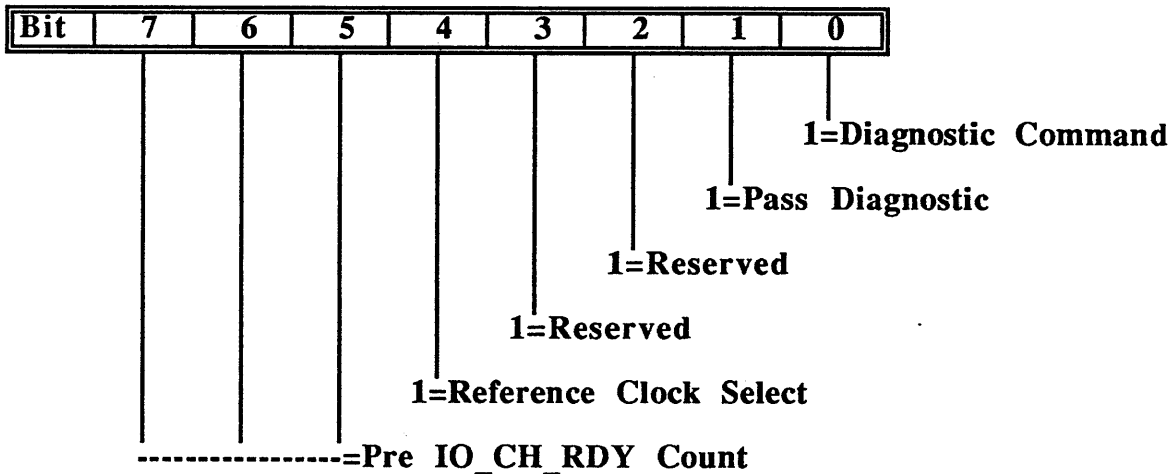 Bit 7 6 5 4 3 2 1 0
1=Diagnostic Command
1=Pass Diagnostic
1=Reserved
1=Reserved
1=Reference Clock Select
-----------------=Pre IO_CH_RDY Count